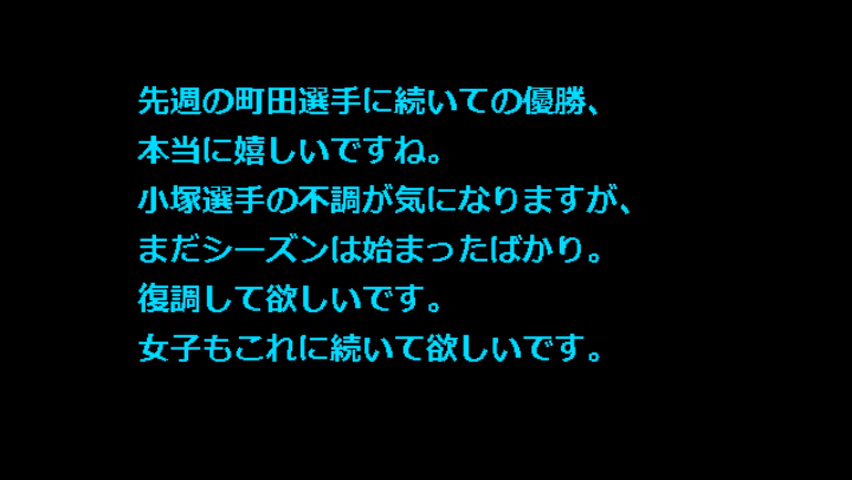 先週の町田選手に続いての優勝、
本当に嬉しいですね。
小塚選手の不調が気になりますが、
まだシーズンは始まったばかり。
復調して欲しいです。
女子もこれに続いて欲しいです。